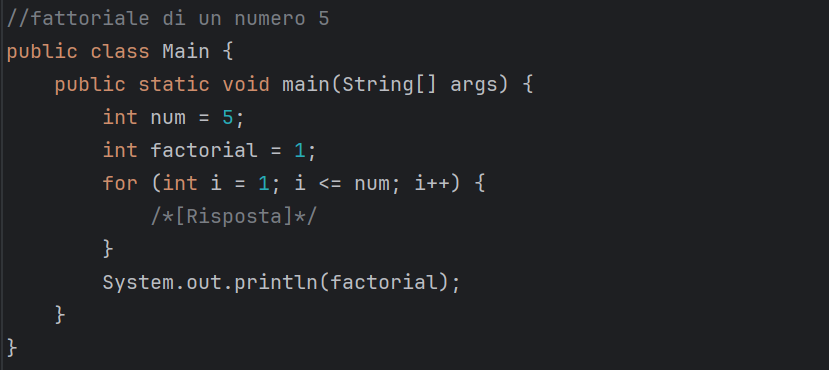 //fattoriale di un numero 5
public class Main {
    public static void main(String[] args) {
        int num = 5;
        int factorial = 1;
        for (int i = 1; i <= num; i++) {
            /*[Risposta]*/
        }
        System.out.println(factorial);
    }
}